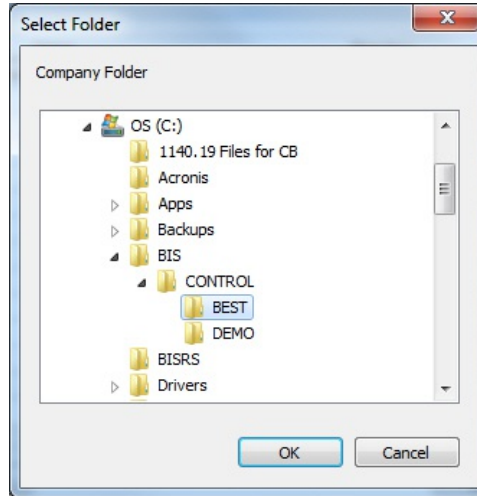 Select Folder
Company Folder
OS (C:)
1140.19 Files for CB
Acronis
Apps
Backups
BIS
CONTROL
BEST
DEMO
BISRS
Drivers
OK
Cancel